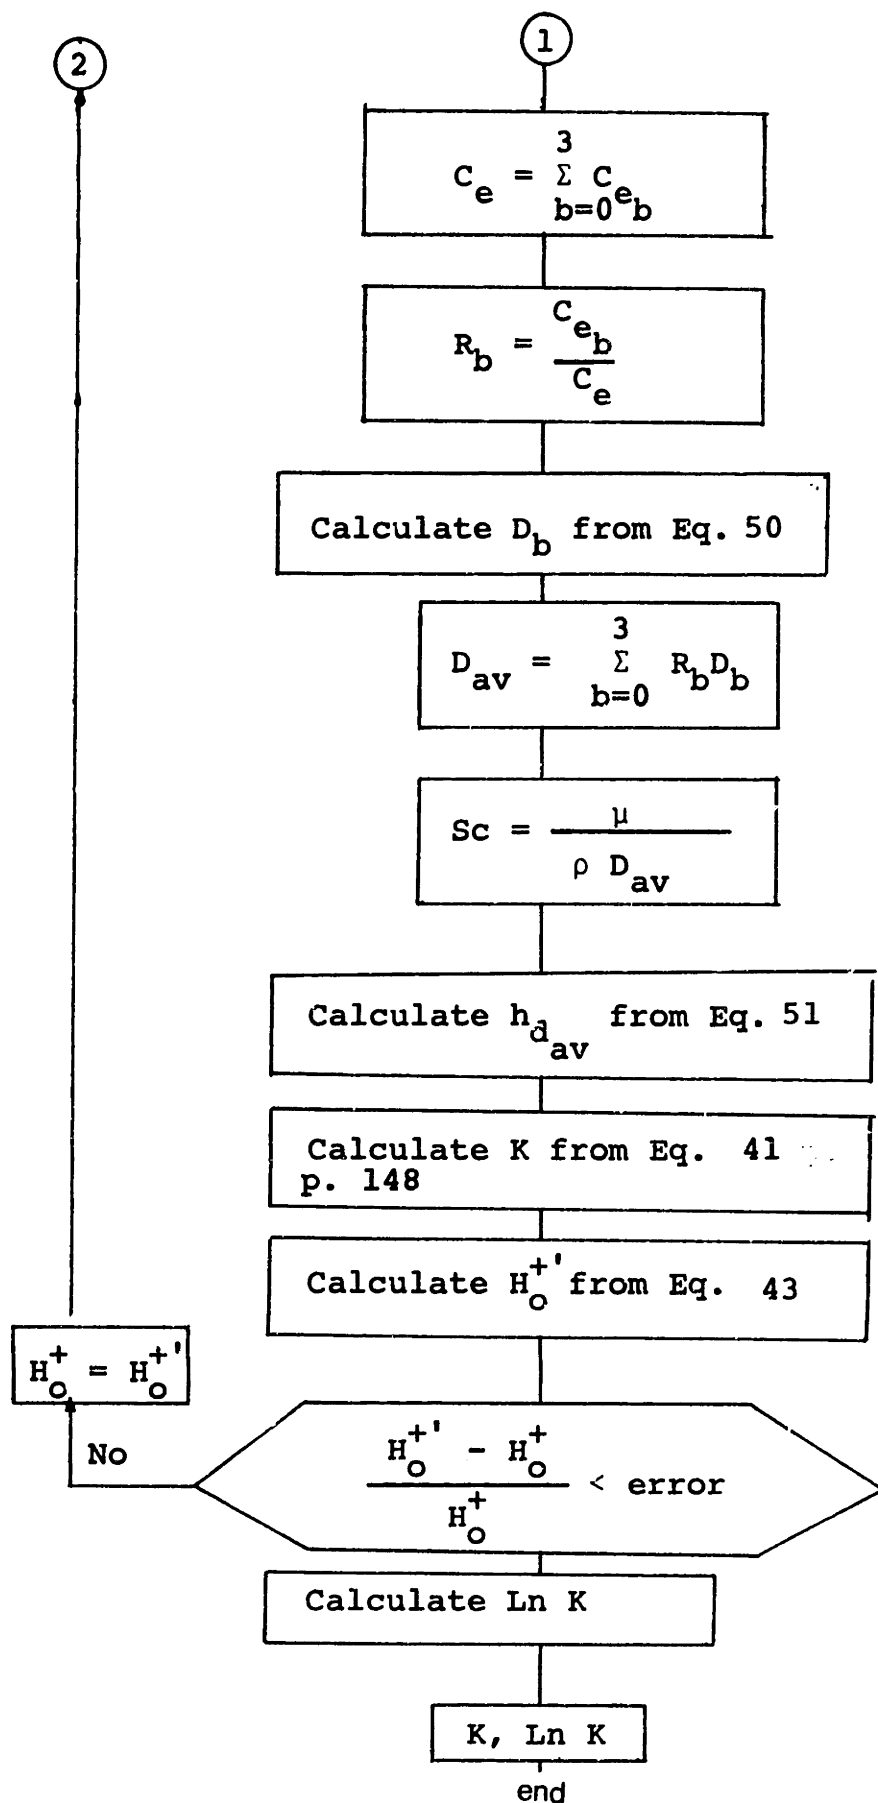 2
1
3
C_e = Σ C_{e_b}
b=0
R_b = C_{e_b} / C_e
Calculate D_b from Eq. 50
3
D_av = Σ R_b D_b
b=0
Sc = μ / ρ D_av
Calculate h_{d_av} from Eq. 51
Calculate K from Eq. 41
p. 148
Calculate H_o^{+'} from Eq. 43
H_o^+ = H_o^{+'}
No
H_o^{+'} - H_o^+ / H_o^+ < error
Calculate Ln K
K, Ln K
end